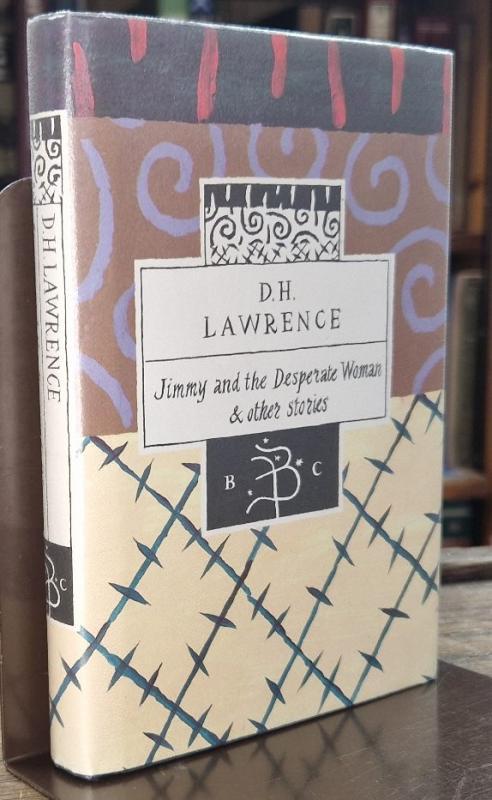 D.H. LAWRENCE
B C
D.H.
LAWRENCE
Jimmy and the Desperate Woman
& other stories
B B C